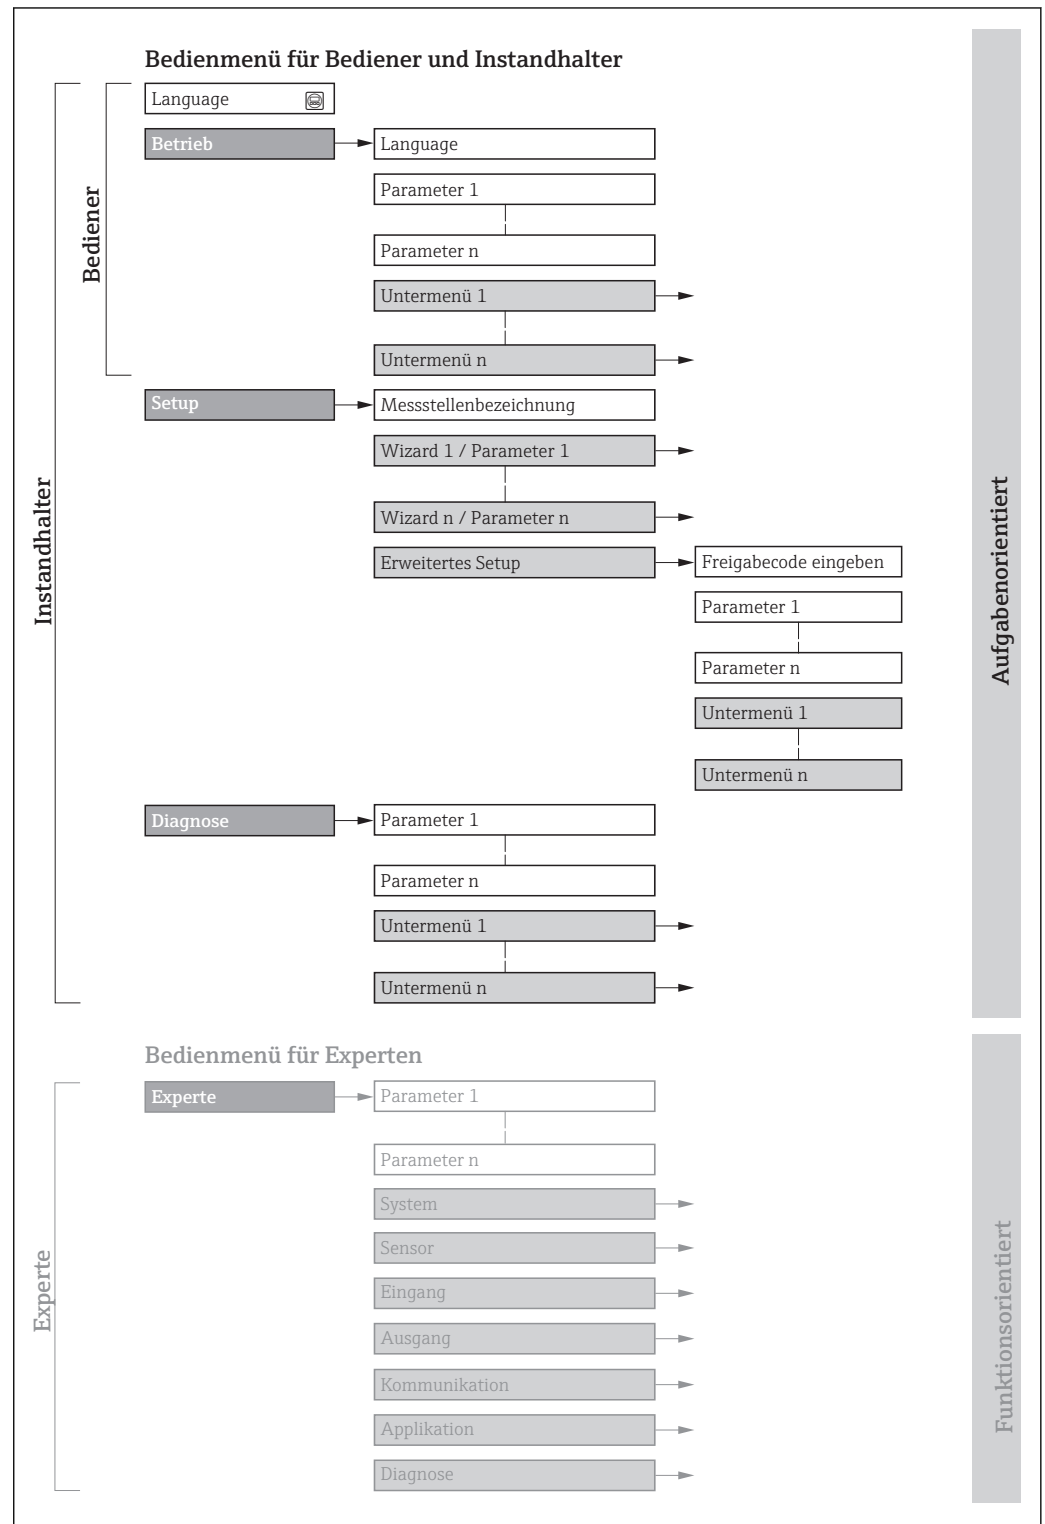 Bedienmenü für Bediener und Instandhalter
Language
Betrieb
Language
Parameter 1
Parameter n
Untermenü 1
Untermenü n
Bediener
Setup
Messstellenbezeichnung
Wizard 1 / Parameter 1
Wizard n / Parameter n
Erweitertes Setup
Freigabecode eingeben
Parameter 1
Parameter n
Untermenü 1
Untermenü n
Instandhalter
Aufgabenorientiert
Diagnose
Parameter 1
Parameter n
Untermenü 1
Untermenü n
Bedienmenü für Experten
Experte
Parameter 1
Parameter n
System
Sensor
Eingang
Ausgang
Kommunikation
Applikation
Diagnose
Experte
Funktionsorientiert